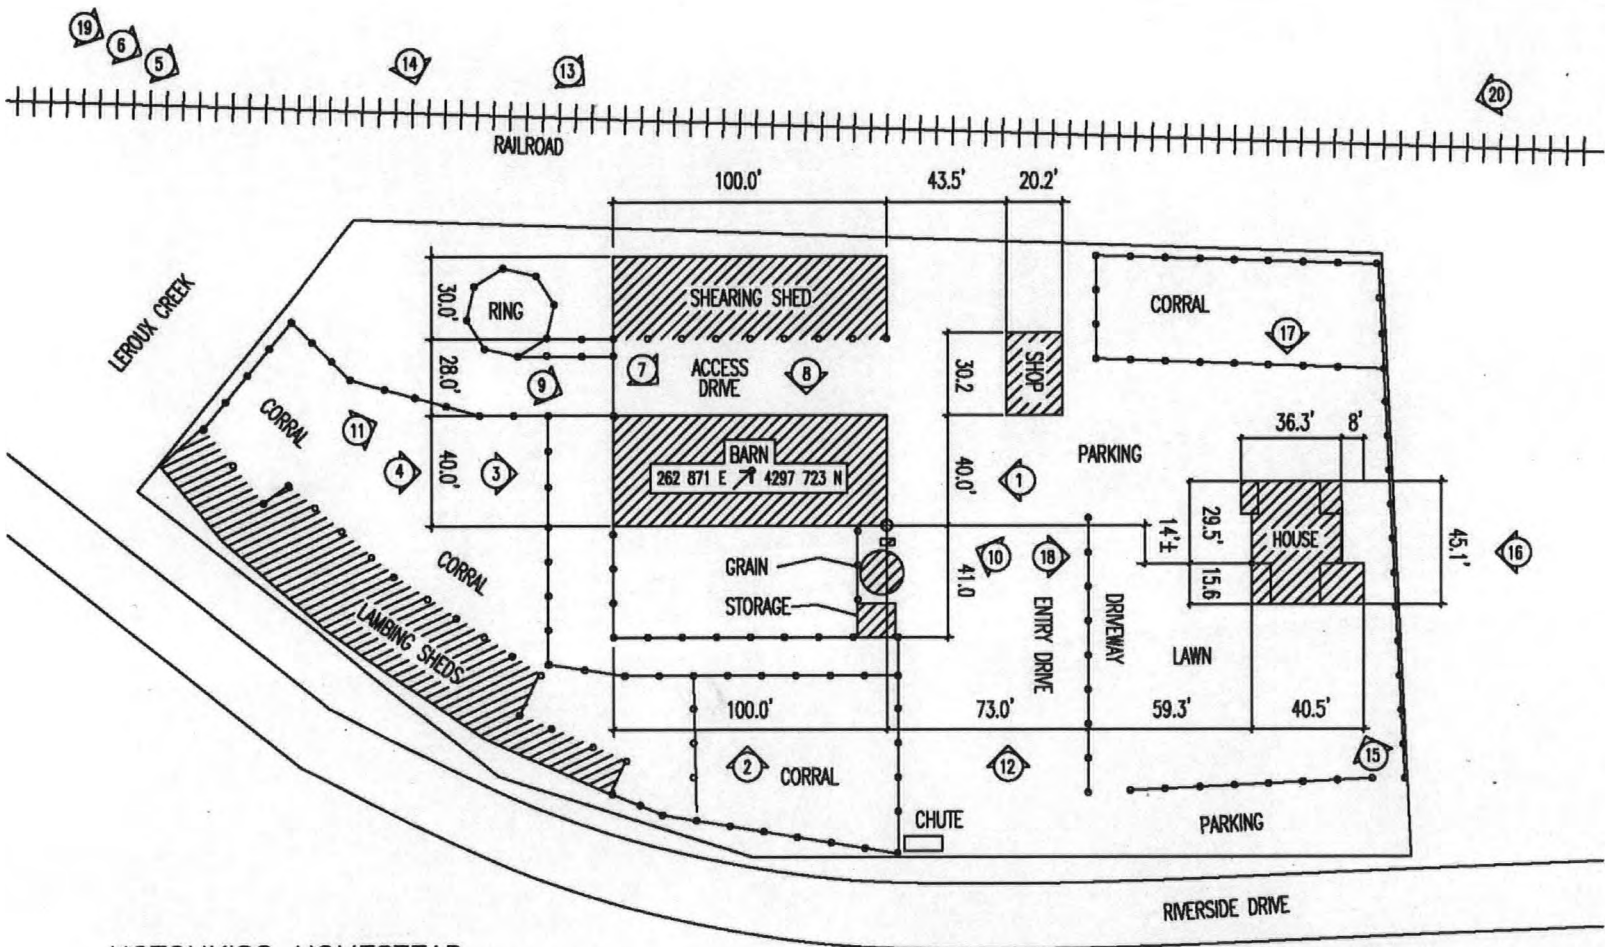 19
6
5
14
13
20
RAILROAD
100.0'
43.5'
20.2'
LEROUX CREEK
30.0'
RING
SHEARING SHED
CORRAL
17
28.0'
9
7
ACCESS
DRIVE
8
30.2
SHOP
CORRAL
11
4
3
40.0'
BARN
262 871 E 4297 723 N
40.0'
1
PARKING
36.3'
8'
14'±
29.5'
HOUSE
45.1'
16
15.6
GRAIN
STORAGE
41.0
10
18
ENTRY DRIVE
DRIVEWAY
LAWN
CORRAL
LAMBING SHEDS
100.0'
73.0'
59.3'
40.5'
2
CORRAL
12
15
CHUTE
PARKING
RIVERSIDE DRIVE